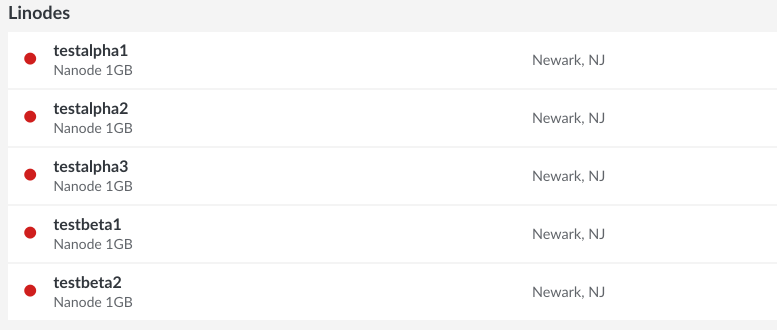 Linodes
testalpha1
Nanode 1GB
Newark, NJ
testalpha2
Nanode 1GB
Newark, NJ
testalpha3
Nanode 1GB
Newark, NJ
testbeta1
Nanode 1GB
Newark, NJ
testbeta2
Nanode 1GB
Newark, NJ